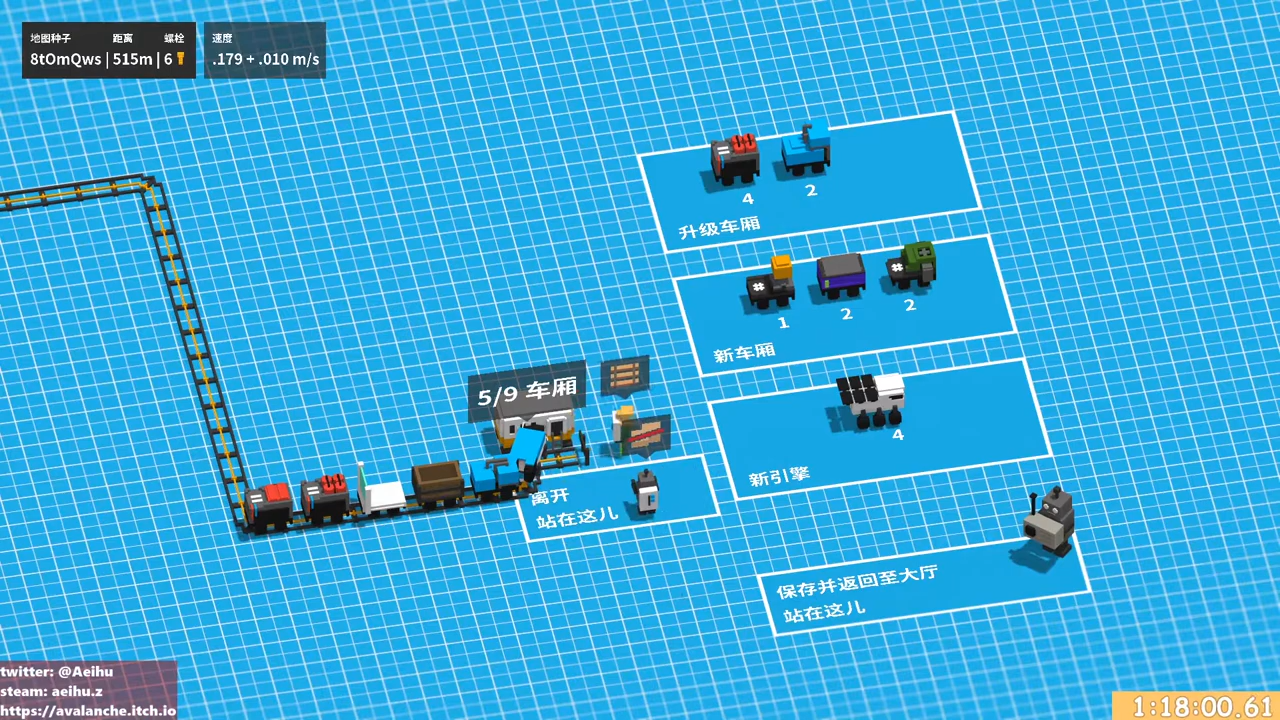 地图种子 距离 螺栓
8tOmQws | 515m | 6
速度
.179 + .010 m/s
4
2
升级车厢
1
2
2
新车厢
5/9 车厢
4
新引擎
离开
站在这儿
保存并返回至大厅
站在这儿
twitter: @Aeihu
steam: aeihu.z
https://avalanche.itch.io
1:18:00.61